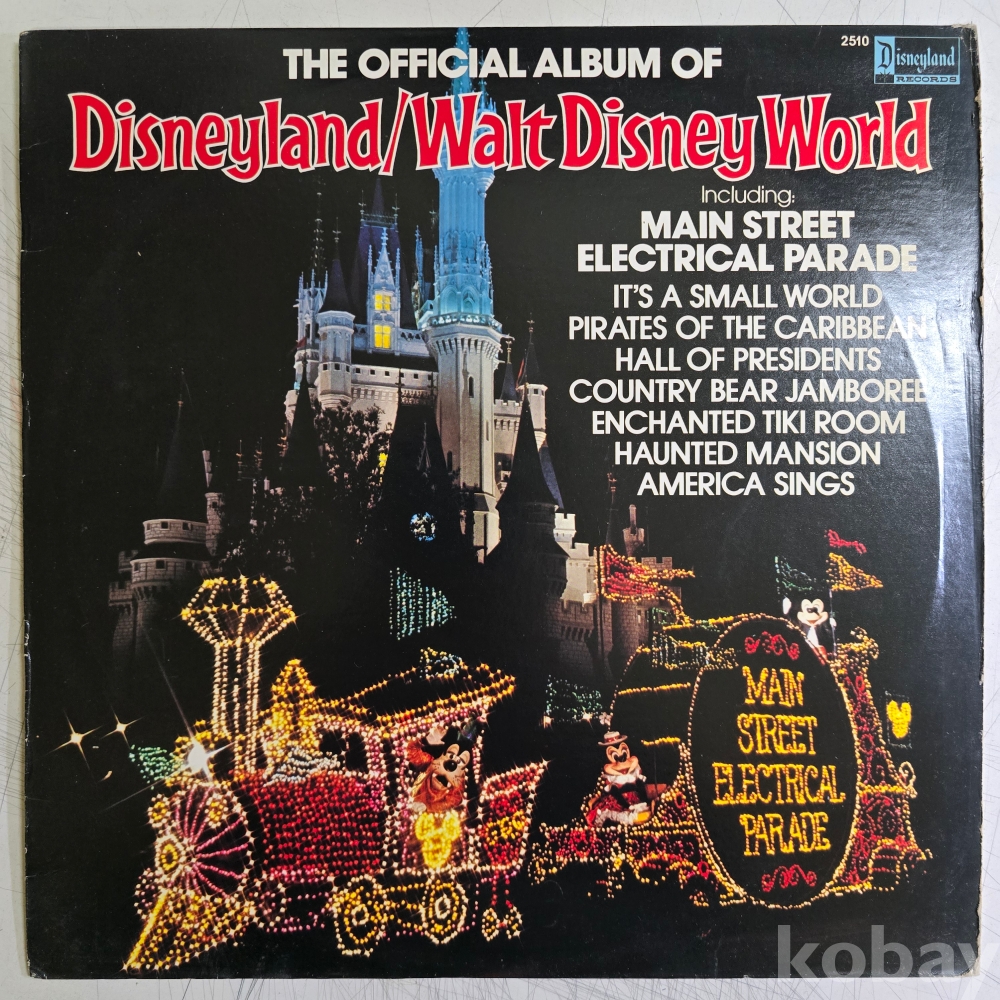 2510
Disneyland
RECORDS
THE OFFICIAL ALBUM OF
Disneyland/Walt Disney World
Including:
MAIN STREET
ELECTRICAL PARADE
IT'S A SMALL WORLD
PIRATES OF THE CARIBBEAN
HALL OF PRESIDENTS
COUNTRY BEAR JAMBOREE
ENCHANTED TIKI ROOM
HAUNTED MANSION
AMERICA SINGS
MAIN
STREET
ELECTRICAL
PARADE
kobay